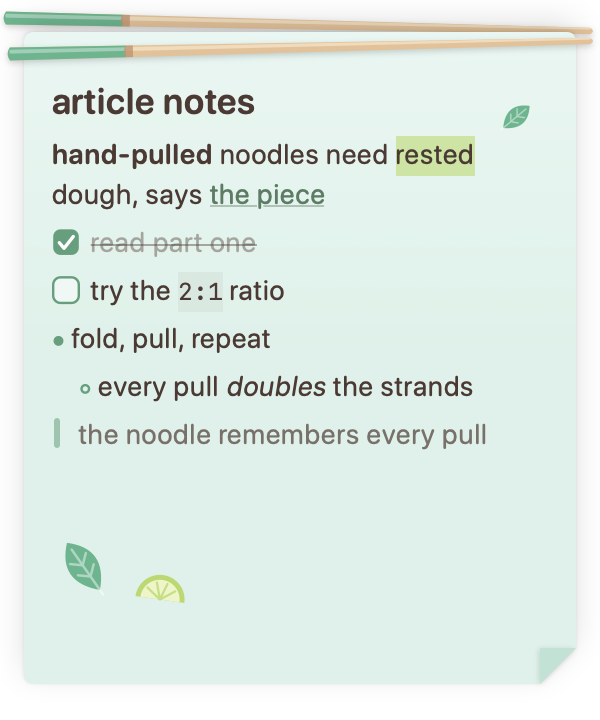 article notes
hand-pulled noodles need rested
dough, says the piece
read part one
try the 2:1 ratio
fold, pull, repeat
every pull doubles the strands
the noodle remembers every pull